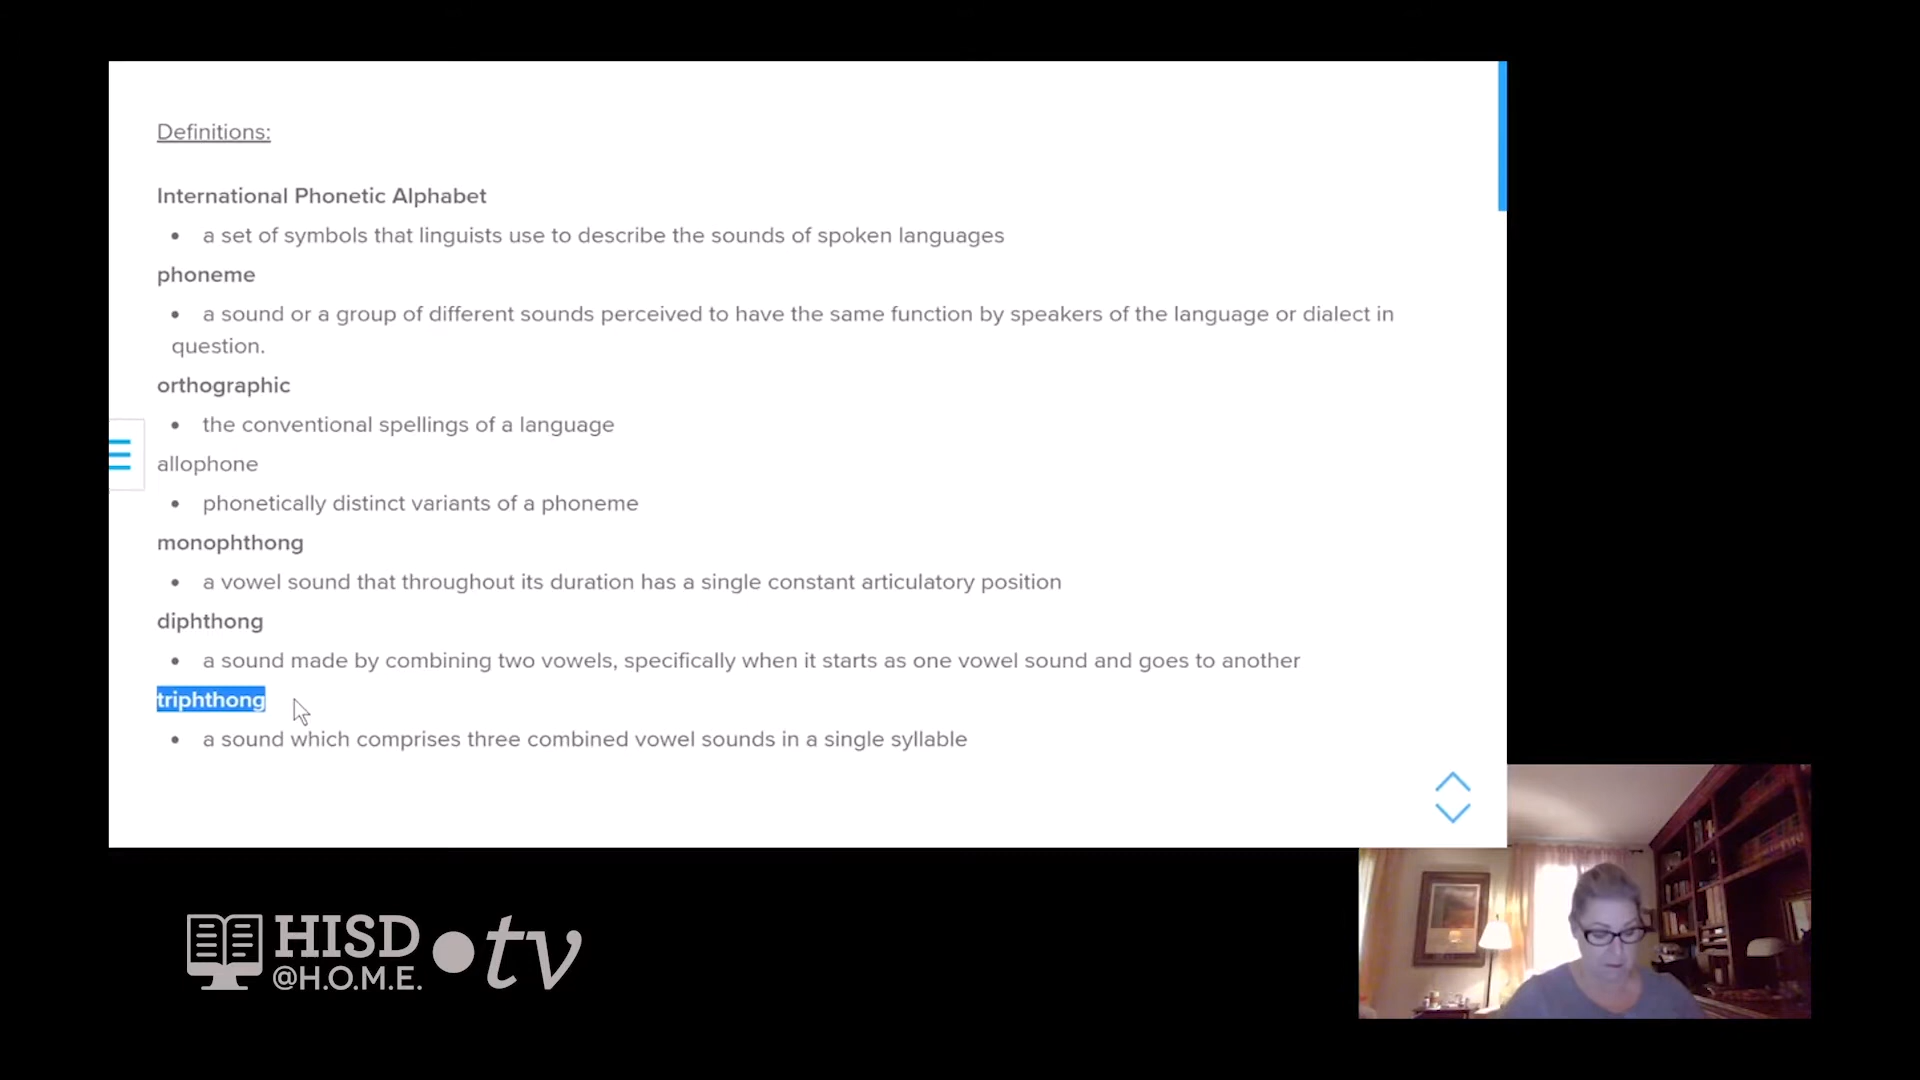 Definitions:
International Phonetic Alphabet
• a set of symbols that linguists use to describe the sounds of spoken languages
phoneme
• a sound or a group of different sounds perceived to have the same function by speakers of the language or dialect in
question.
orthographic
• the conventional spellings of a language
allophone
• phonetically distinct variants of a phoneme
monophthong
• a vowel sound that throughout its duration has a single constant articulatory position
diphthong
• a sound made by combining two vowels, specifically when it starts as one vowel sound and goes to another
triphthong
• a sound which comprises three combined vowel sounds in a single syllable
HISD
@H.O.M.E.
•tv